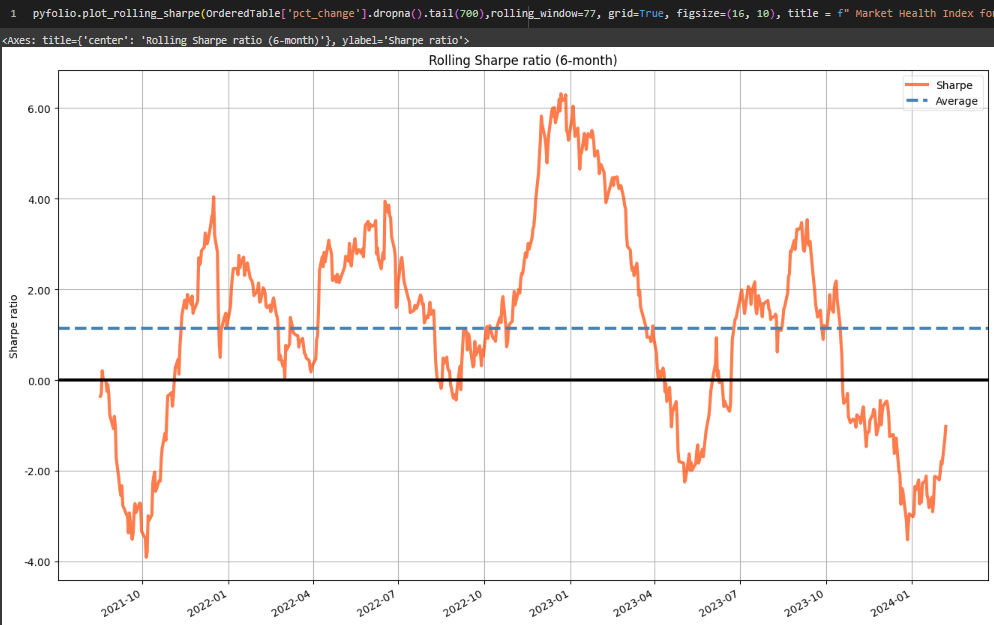 1 pyfolio.plot_rolling_sharpe(OrderedTable['pct_change'].dropna().tail(700),rolling_window=77, grid=True, figsize=(16, 10), title = f" Market Health Index fo
<Axes: title={'center': 'Rolling Sharpe ratio (6-month)'}, ylabel='Sharpe ratio'>
Rolling Sharpe ratio (6-month)
Sharpe
Average
6.00
4.00
2.00
0.00
-2.00
-4.00
Sharpe ratio
2021-10
2022-01
2022-04
2022-07
2022-10
2023-01
2023-04
2023-07
2023-10
2024-01